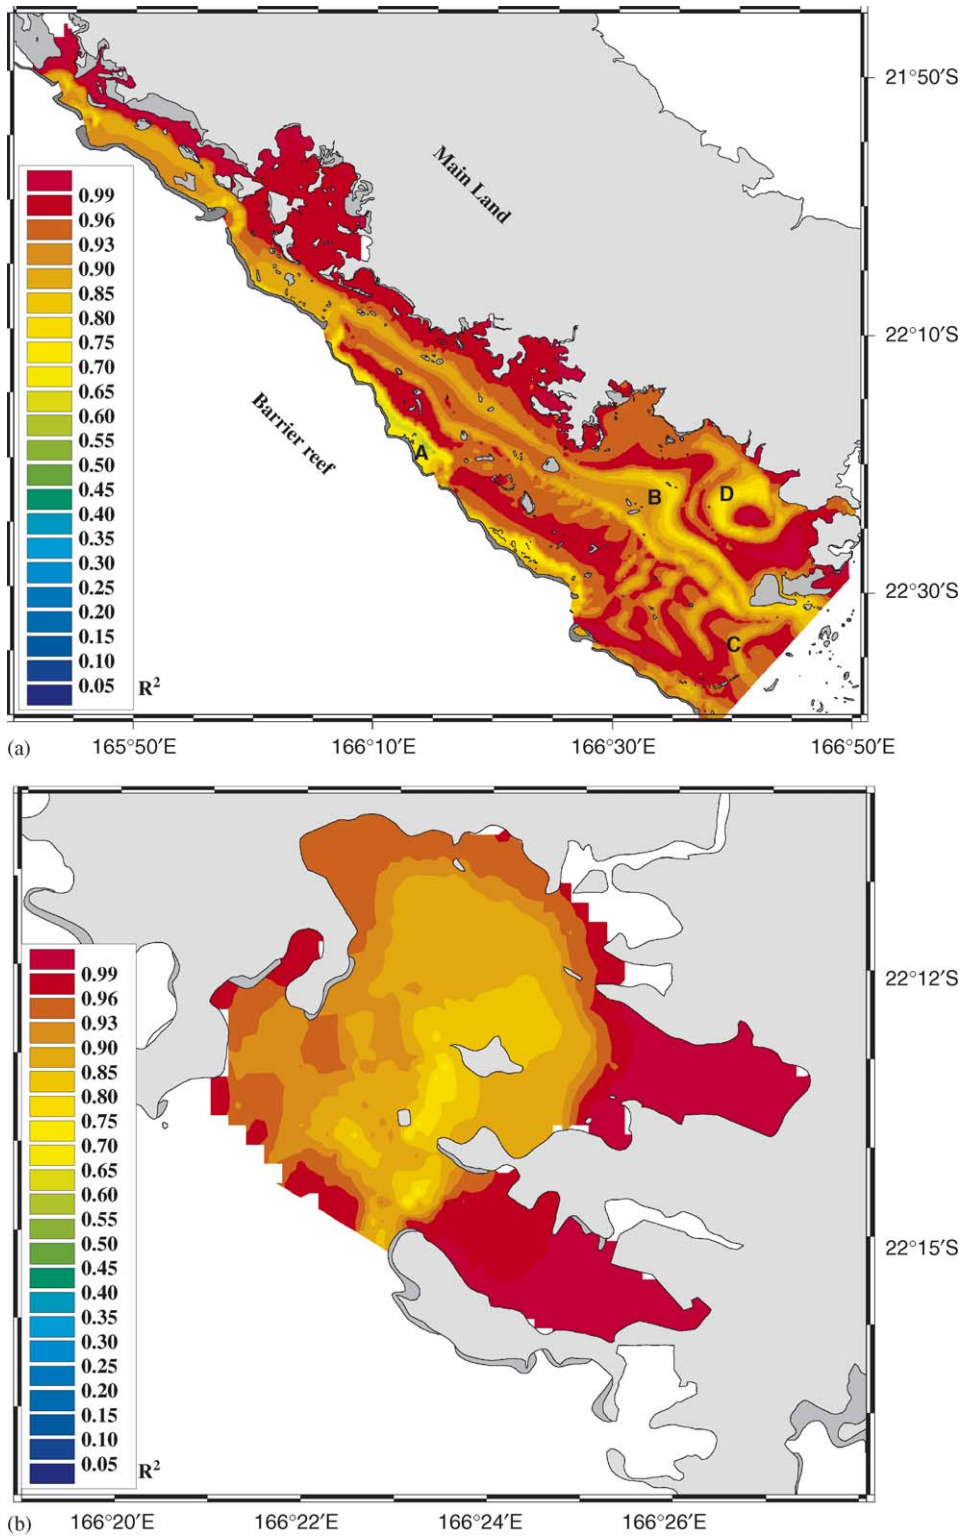 21°50'S
Main Land
0.99
0.96
0.93
0.90
0.85
0.80
0.75
0.70
0.65
0.60
0.55
0.50
0.45
0.40
0.35
0.30
0.25
0.20
0.15
0.10
0.05
R²
22°10'S
Barrier reef
A
B
D
C
22°30'S
(a)
165°50'E
166°10'E
166°30'E
166°50'E
0.99
0.96
0.93
0.90
0.85
0.80
0.75
0.70
0.65
0.60
0.55
0.50
0.45
0.40
0.35
0.30
0.25
0.20
0.15
0.10
0.05
R²
22°12'S
22°15'S
(b)
166°20'E
166°22'E
166°24'E
166°26'E